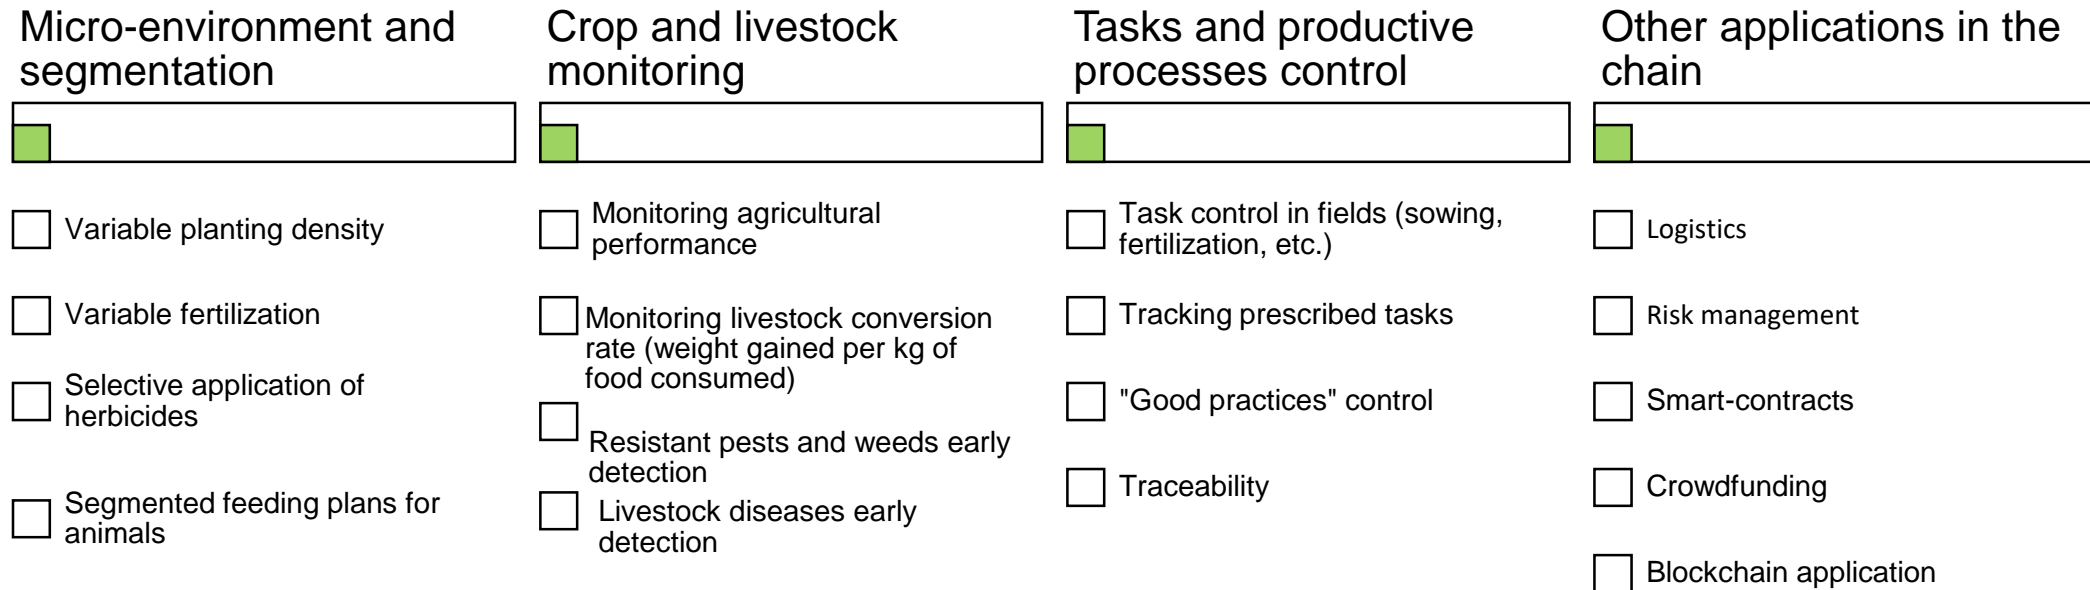 Micro-environment and
segmentation
Variable planting density
Variable fertilization
Selective application of
herbicides
Segmented feeding plans for
animals
Crop and livestock
monitoring
Monitoring agricultural
performance
Monitoring livestock conversion
rate (weight gained per kg of
food consumed)
Resistant pests and weeds early
detection
Livestock diseases early
detection
Tasks and productive
processes control
Task control in fields (sowing,
fertilization, etc.)
Tracking prescribed tasks
"Good practices" control
Traceability
Other applications in the
chain
Logistics
Risk management
Smart-contracts
Crowdfunding
Blockchain application